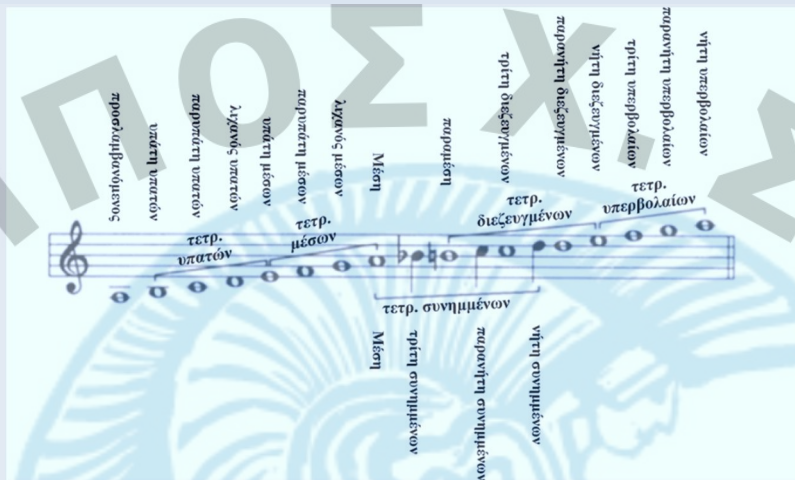 ΠΟΣ Χ. Σ
προσλαμβανόμενος
υπάτη υπατών
παρυπάτη υπατών
λιχανός υπατών
υπάτη μέσων
παρυπάτη μέσων
λιχανός μέσων
Μέση
παραμέση
τρίτη διεζευγμένων
παρανήτη διεζευγμένων
νήτη διεζευγμένων
τρίτη υπερβολαίων
παρανήτη υπερβολαίων
νήτη υπερβολαίων
τετρ.
υπατών
τετρ.
μέσων
τετρ.
διεζευγμένων
τετρ.
υπερβολαίων
τετρ. συνημμένων
Μέση
τρίτη συνημμένων
παρανήτη συνημμένων
νήτη συνημμένων